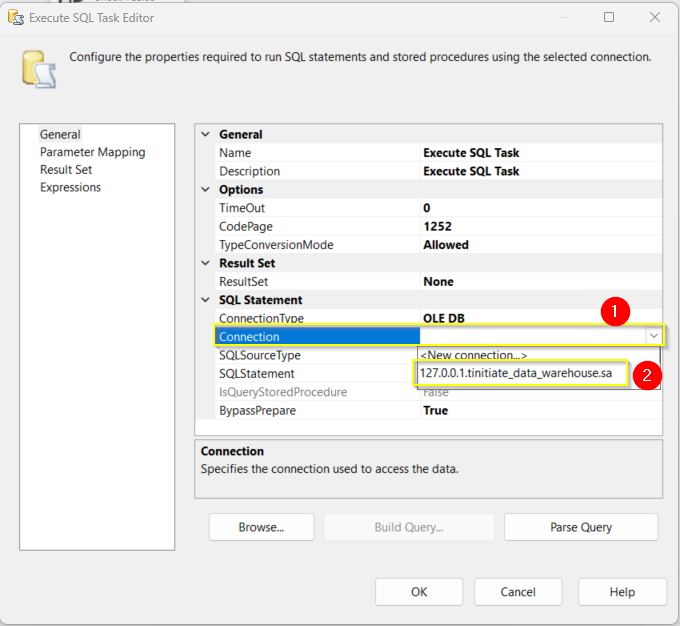 Execute SQL Task Editor
Configure the properties required to run SQL statements and stored procedures using the selected connection.
General
Parameter Mapping
Result Set
Expressions
General
Name Execute SQL Task
Description Execute SQL Task
Options
TimeOut 0
CodePage 1252
TypeConversionMode Allowed
Result Set
ResultSet None
SQL Statement
ConnectionType OLE DB
1
Connection
SQLSourceType <New connection...>
SQLStatement 127.0.0.1.tinitiate_data_warehouse.sa
2
IsQueryStoredProcedure False
BypassPrepare True
Connection
Specifies the connection used to access the data.
Browse... Build Query... Parse Query
OK Cancel Help